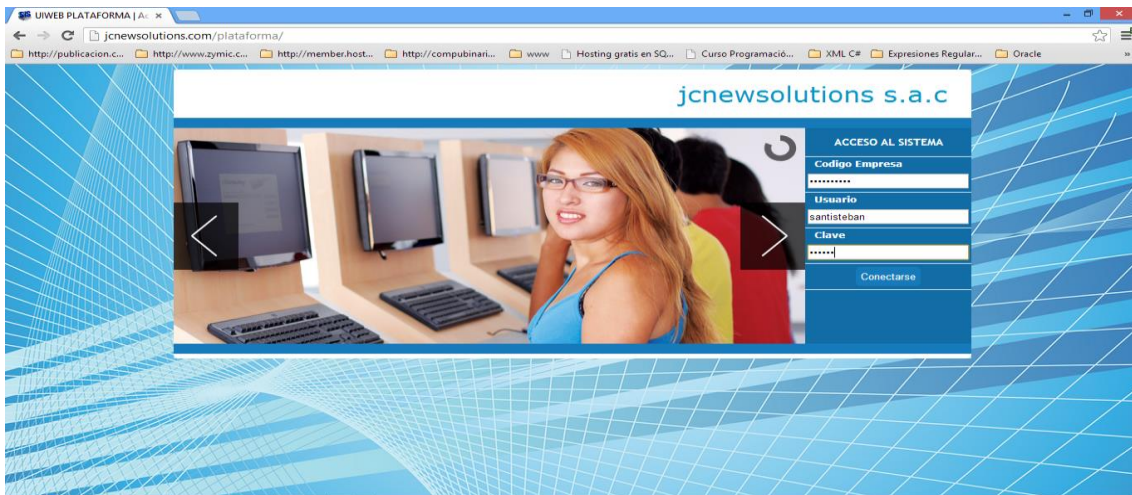 UIWEB PLATAFORMA | Ac
jcnewsolutions.com/plataforma/
http://publicacion.c... http://www.zymic.c... http://member.host... http://compubinari... www Hosting gratis en SQ... Curso Programació... XML C# Expresiones Regular... Oracle
jcnewsolutions s.a.c
ACCESO AL SISTEMA
Codigo Empresa
••••••••••
Usuario
santisteban
Clave
••••••
Conectarse